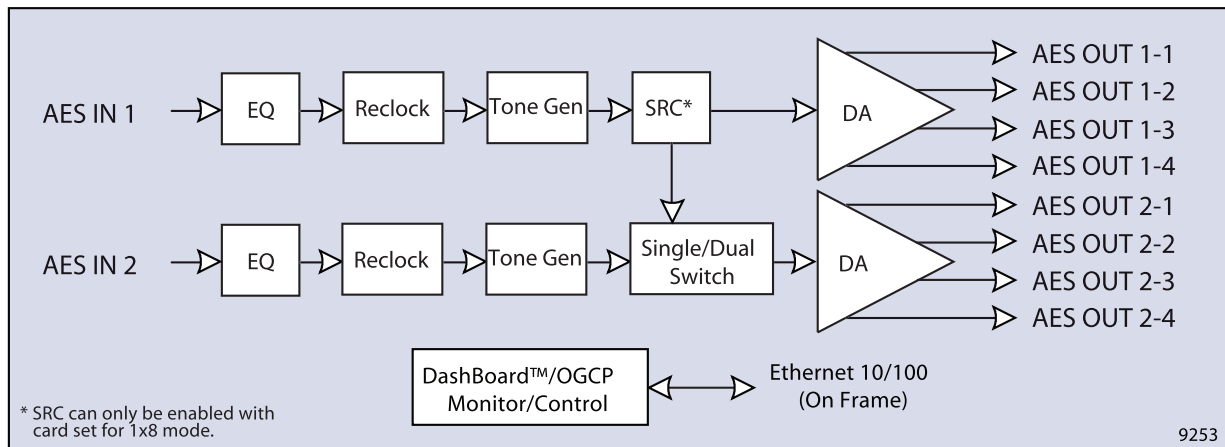 AES IN 1
EQ
Reclock
Tone Gen
SRC*
DA
AES OUT 1-1
AES OUT 1-2
AES OUT 1-3
AES OUT 1-4
AES IN 2
EQ
Reclock
Tone Gen
Single/Dual
Switch
DA
AES OUT 2-1
AES OUT 2-2
AES OUT 2-3
AES OUT 2-4
DashBoard™/OGCP
Monitor/Control
Ethernet 10/100
(On Frame)
* SRC can only be enabled with
card set for 1x8 mode.
9253